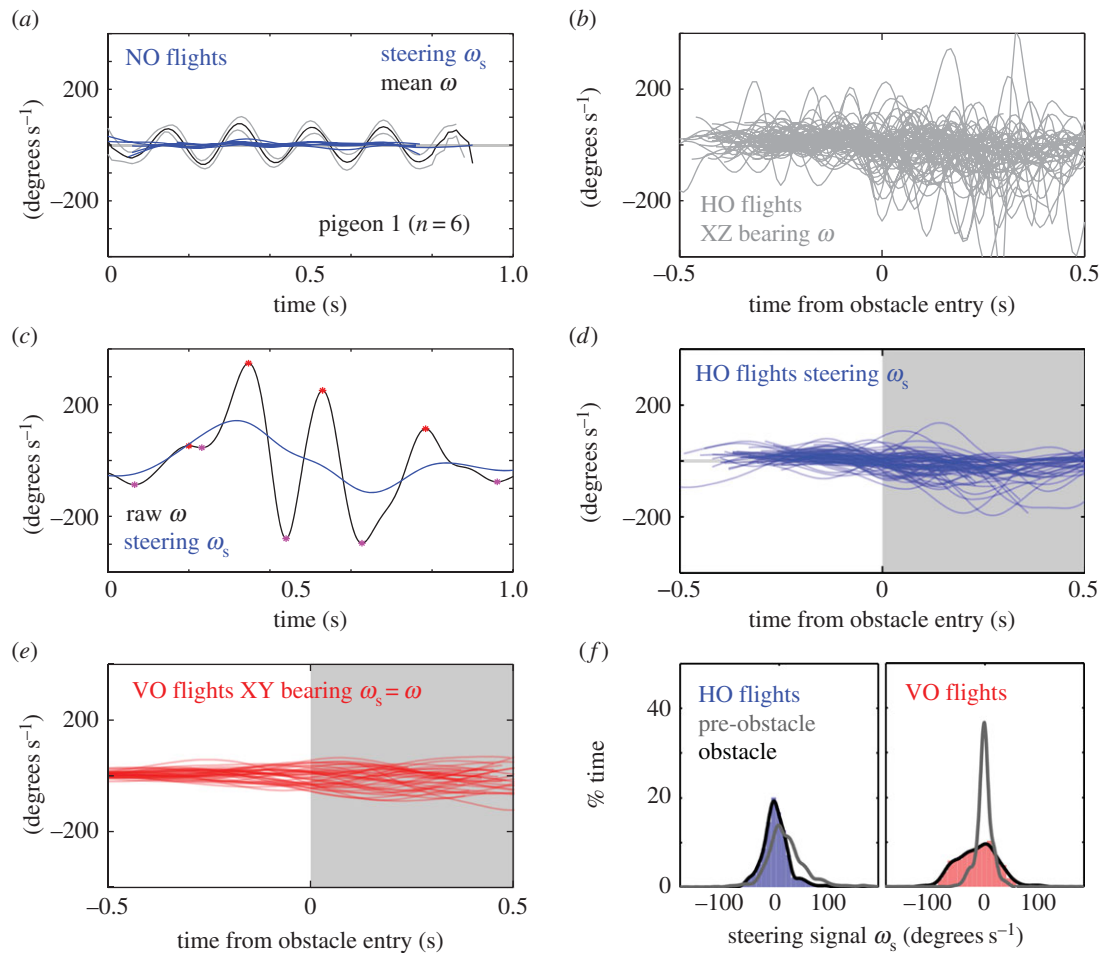 (a)
NO flights
steering ωs
mean ω
pigeon 1 (n = 6)
200
−200
(degrees s−1)
0
0.5
1.0
time (s)
(b)
HO flights
XZ bearing ω
200
−200
(degrees s−1)
−0.5
0
0.5
time from obstacle entry (s)
(c)
raw ω
steering ωs
200
−200
(degrees s−1)
0
0.5
1.0
time (s)
(d)
HO flights steering ωs
200
−200
(degrees s−1)
−0.5
0
0.5
time from obstacle entry (s)
(e)
VO flights XY bearing ωs = ω
200
−200
(degrees s−1)
−0.5
0
0.5
time from obstacle entry (s)
(f)
HO flights
pre-obstacle
obstacle
VO flights
40
20
0
% time
−100 0 100
−100 0 100
steering signal ωs (degrees s−1)